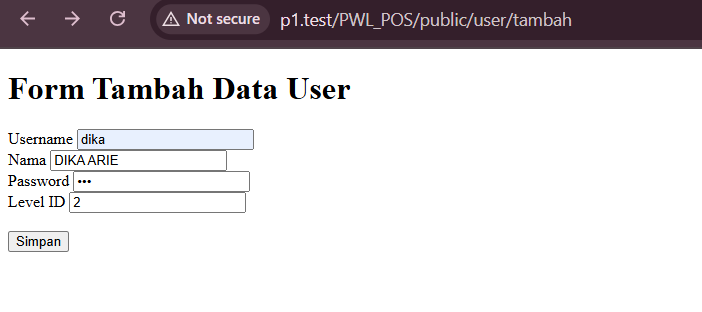 Not secure p1.test/PWL_POS/public/user/tambah
Form Tambah Data User
Username dika
Nama DIKA ARIE
Password •••
Level ID 2
Simpan